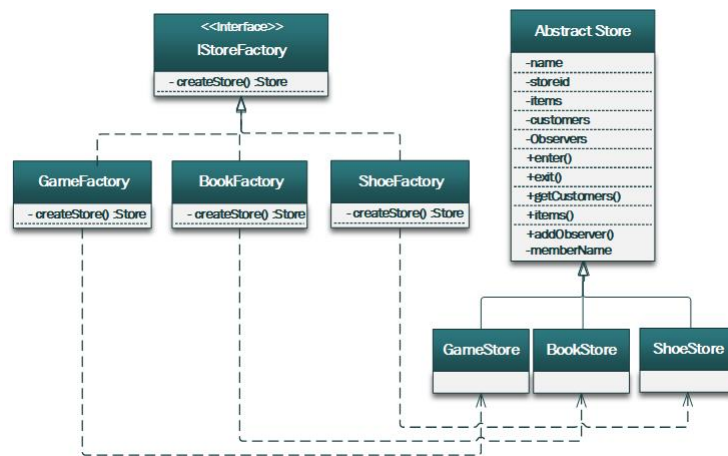 <<Interface>>
IStoreFactory
- createStore() :Store
GameFactory
- createStore() :Store
BookFactory
- createStore() :Store
ShoeFactory
- createStore() :Store
Abstract Store
-name
-storeid
-items
-customers
-Observers
+enter()
+exit()
+getCustomers()
+items()
+addObserver()
-memberName
GameStore
BookStore
ShoeStore